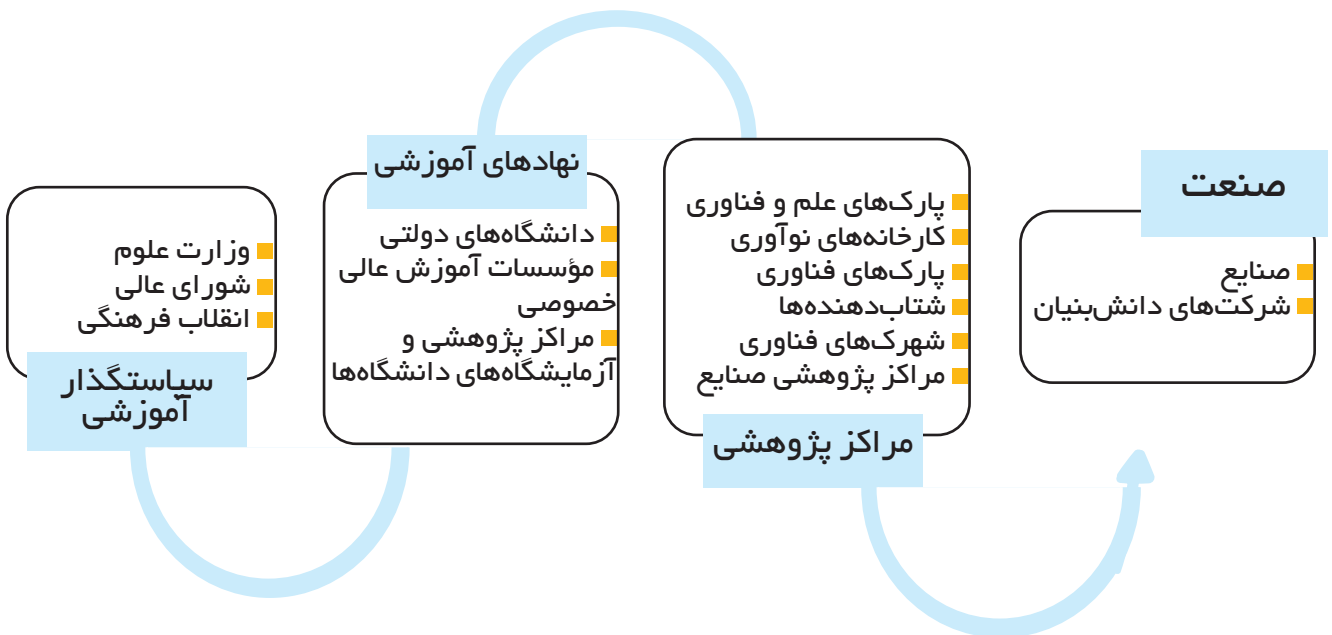 وزارت علوم
شورای عالی
انقلاب فرهنگی
سیاستگذار
آموزشی
نهادهای آموزشی
دانشگاه‌های دولتی
مؤسسات آموزش عالی
خصوصی
مراکز پژوهشی و
آزمایشگاه‌های دانشگاه‌ها
پارک‌های علم و فناوری
کارخانه‌های نوآوری
پارک‌های فناوری
شتاب‌دهنده‌ها
شهرک‌های فناوری
مراکز پژوهشی صنایع
مراکز پژوهشی
صنعت
صنایع
شرکت‌های دانش‌بنیان